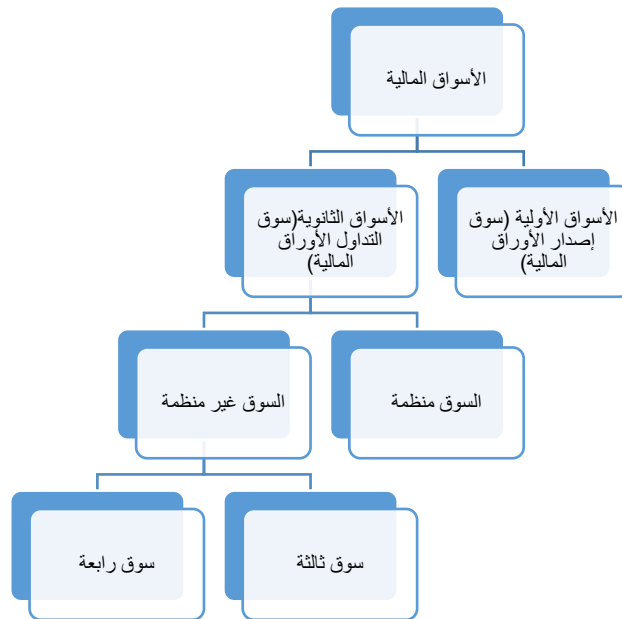 الأسواق المالية
الأسواق الأولية (سوق
إصدار الأوراق
المالية)
الأسواق الثانوية(سوق
التداول الأوراق
المالية)
السوق منظمة
السوق غير منظمة
سوق ثالثة
سوق رابعة